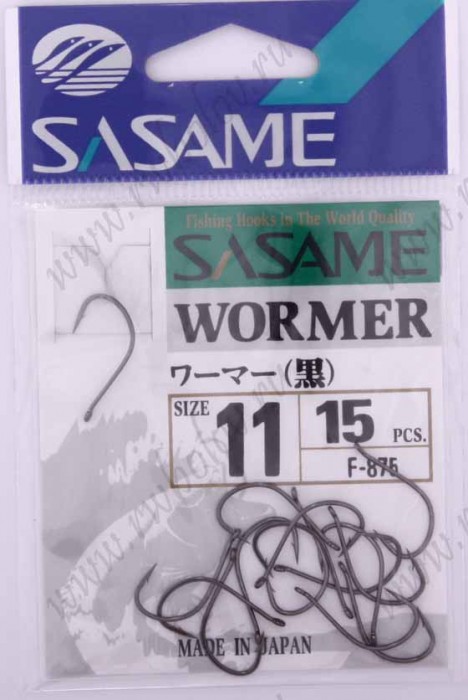 SASAME
Fishing Hooks In The World Quality
SASAME
WORMER
ワーマー(黒)
SIZE 11 15 PCS.
F-875
MADE IN JAPAN